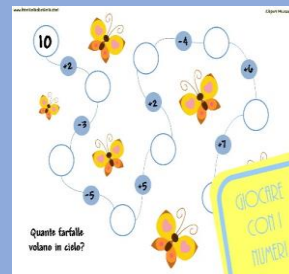 10
+2
-3
-5
+5
+2
-4
+6
+7
Quante farfalle
volano in cielo?
GIOCARE
CON I
NUMERI